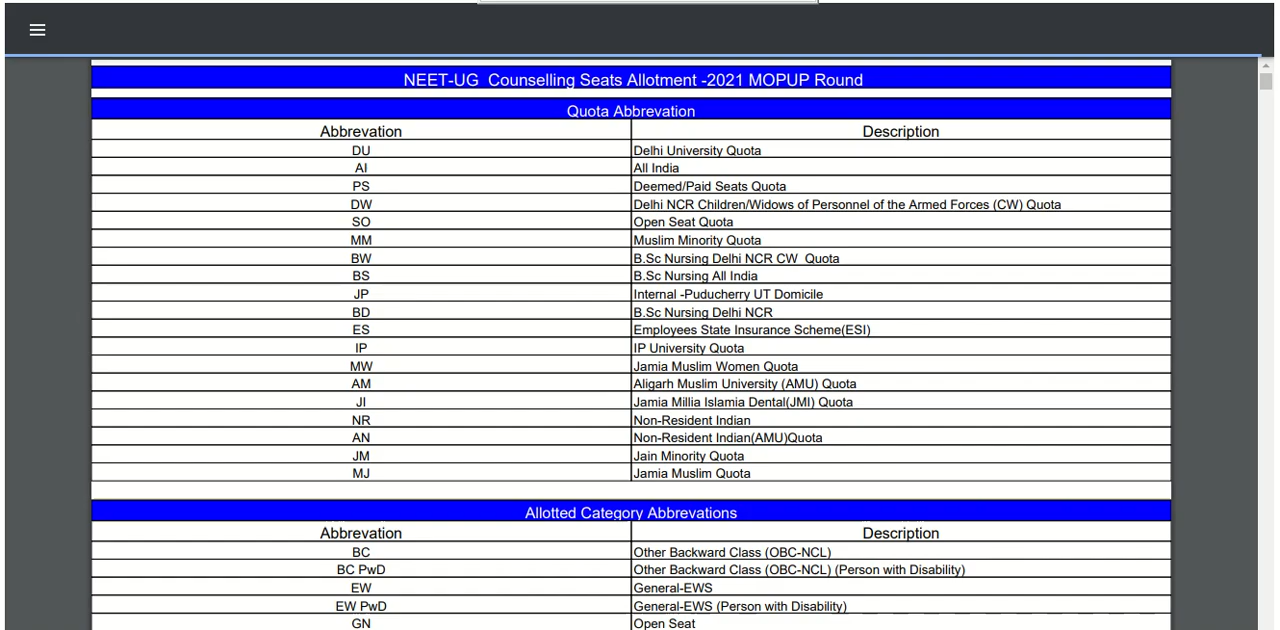 NEET-UG  Counselling Seats Allotment -2021 MOPUP Round
Quota Abbrevation
Abbrevation Description
DU Delhi University Quota
AI All India
PS Deemed/Paid Seats Quota
DW Delhi NCR Children/Widows of Personnel of the Armed Forces (CW) Quota
SO Open Seat Quota
MM Muslim Minority Quota
BW B.Sc Nursing Delhi NCR CW  Quota
BS B.Sc Nursing All India
JP Internal -Puducherry UT Domicile
BD B.Sc Nursing Delhi NCR
ES Employees State Insurance Scheme(ESI)
IP IP University Quota
MW Jamia Muslim Women Quota
AM Aligarh Muslim University (AMU) Quota
JI Jamia Millia Islamia Dental(JMI) Quota
NR Non-Resident Indian
AN Non-Resident Indian(AMU)Quota
JM Jain Minority Quota
MJ Jamia Muslim Quota
Allotted Category Abbrevations
Abbrevation Description
BC Other Backward Class (OBC-NCL)
BC PwD Other Backward Class (OBC-NCL) (Person with Disability)
EW General-EWS
EW PwD General-EWS (Person with Disability)
GN Open Seat